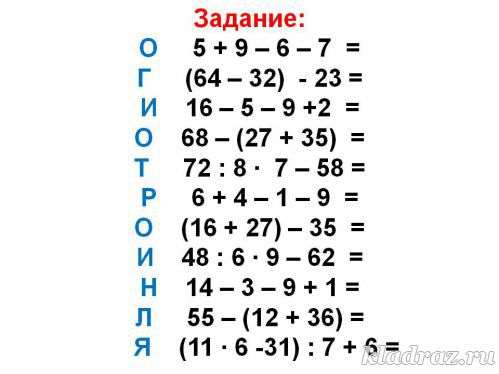 Задание:
О 5 + 9 – 6 – 7 =
Г (64 – 32) - 23 =
И 16 – 5 – 9 +2 =
О 68 – (27 + 35) =
Т 72 : 8 · 7 – 58 =
Р 6 + 4 – 1 – 9 =
О (16 + 27) – 35 =
И 48 : 6 · 9 – 62 =
Н 14 – 3 – 9 + 1 =
Л 55 – (12 + 36) =
Я (11 · 6 -31) : 7 + 6 =
kladraz.ru